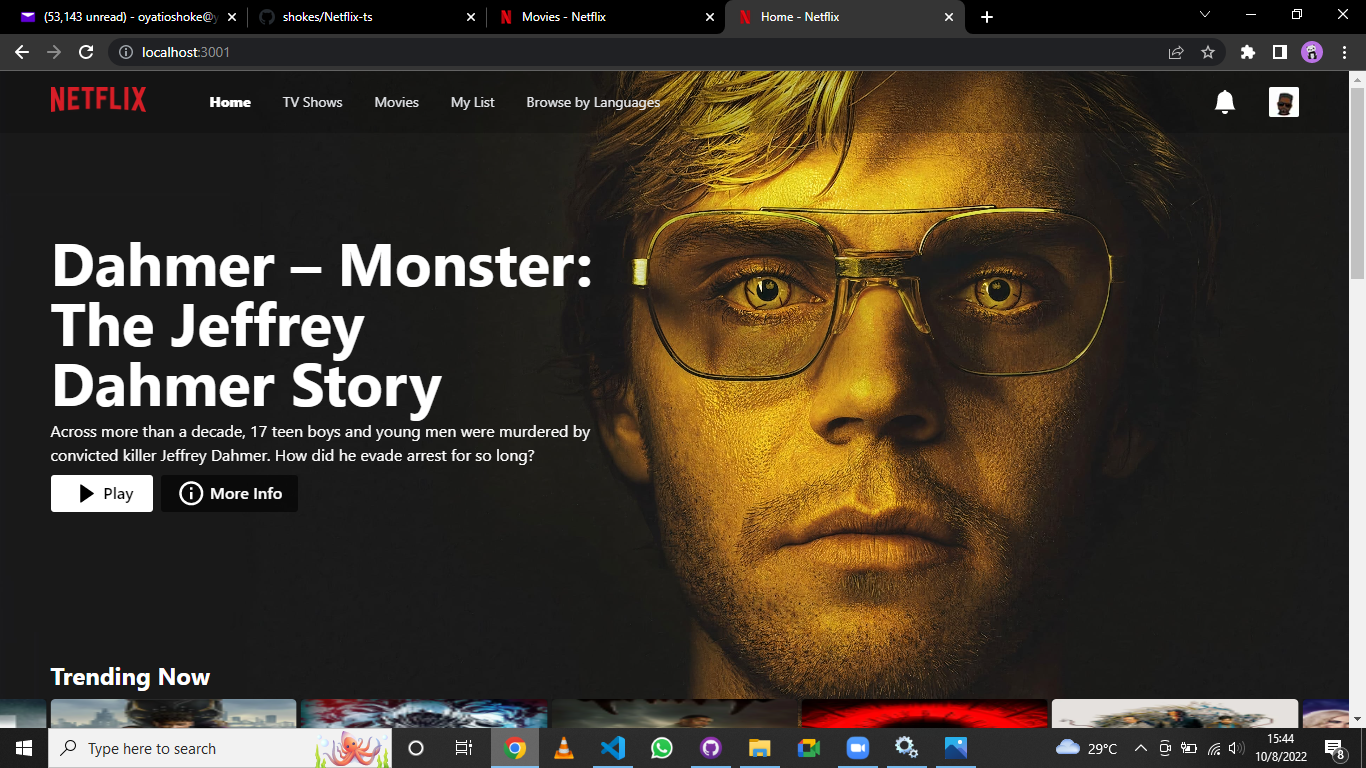 (53,143 unread) - oyatioshoke@y
shokes/Netflix-ts
Movies - Netflix
Home - Netflix
localhost:3001
NETFLIX
Home
TV Shows
Movies
My List
Browse by Languages
Dahmer – Monster:
The Jeffrey
Dahmer Story
Across more than a decade, 17 teen boys and young men were murdered by
convicted killer Jeffrey Dahmer. How did he evade arrest for so long?
Play
More Info
Trending Now
Type here to search
29°C
15:44
10/8/2022
8